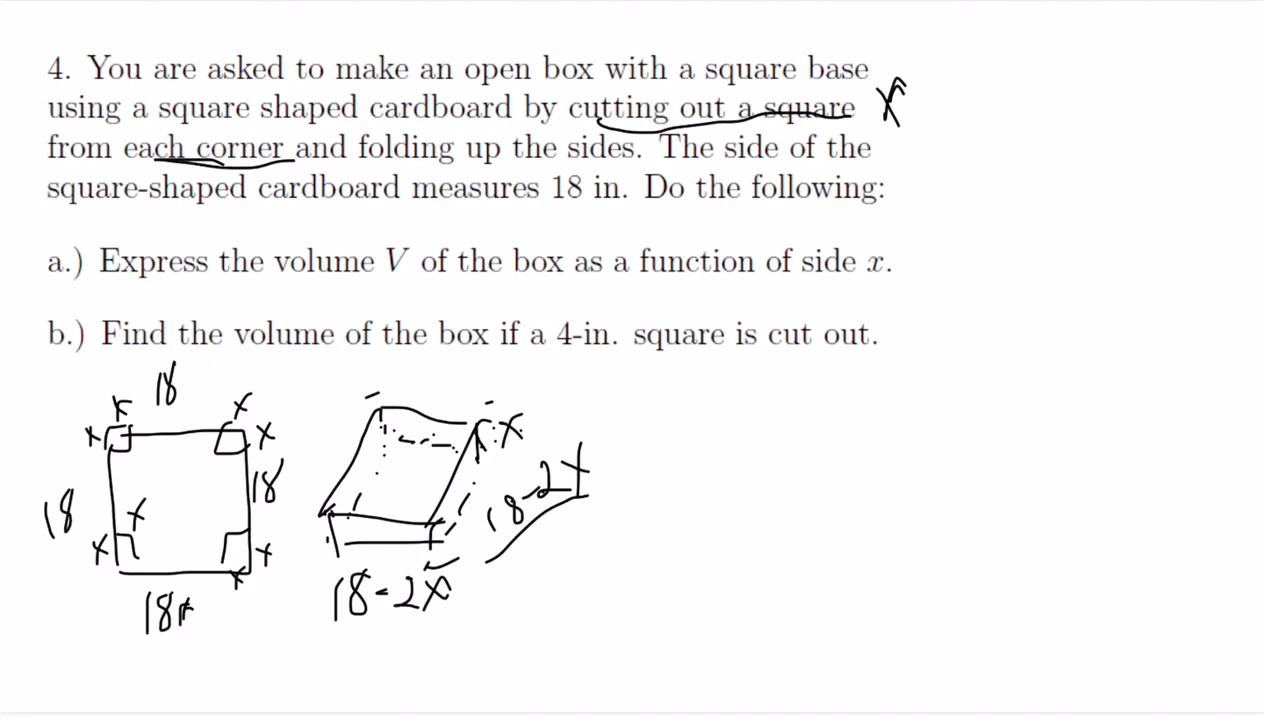 4. You are asked to make an open box with a square base
using a square shaped cardboard by cutting out a square x
from each corner and folding up the sides. The side of the
square-shaped cardboard measures 18 in. Do the following:
a.) Express the volume V of the box as a function of side x.
b.) Find the volume of the box if a 4-in. square is cut out.
18
x x
x x x
18 x 18 18-2x
x x
x
18 18-2x